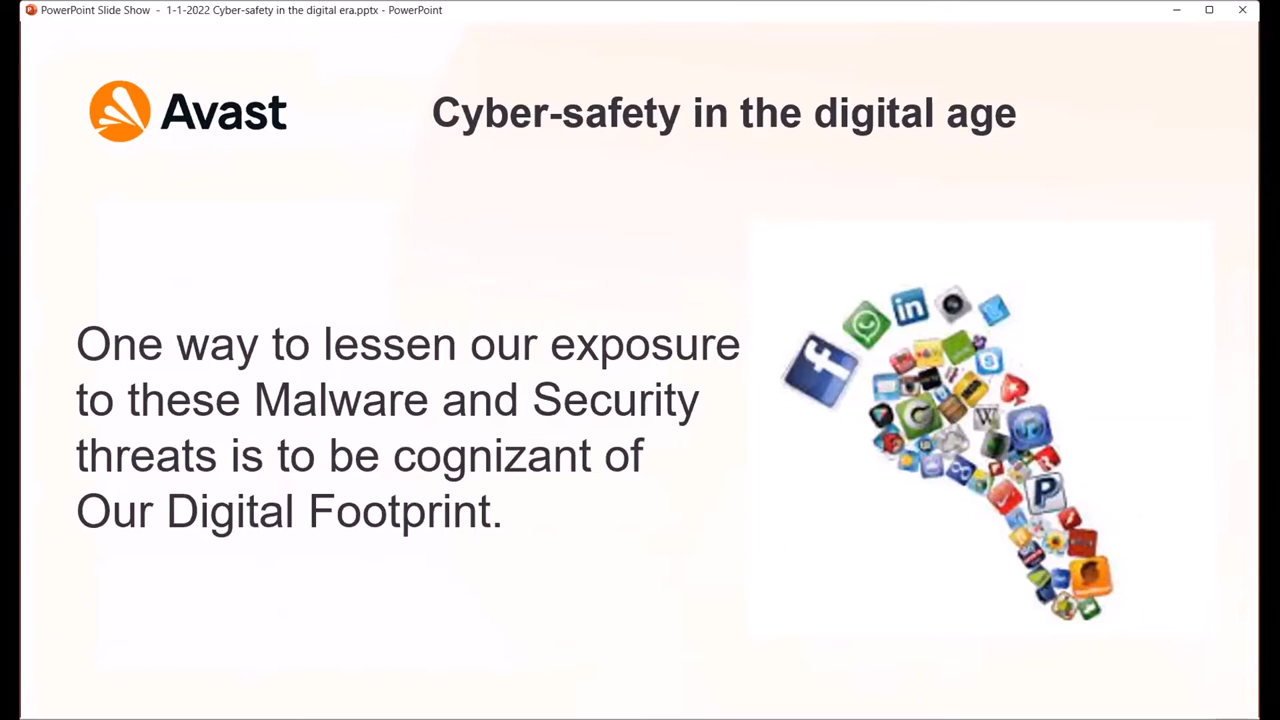 PowerPoint Slide Show - 1-1-2022 Cyber-safety in the digital era.pptx - PowerPoint
Avast
Cyber-safety in the digital age
One way to lessen our exposure
to these Malware and Security
threats is to be cognizant of
Our Digital Footprint.
f
in
W
P